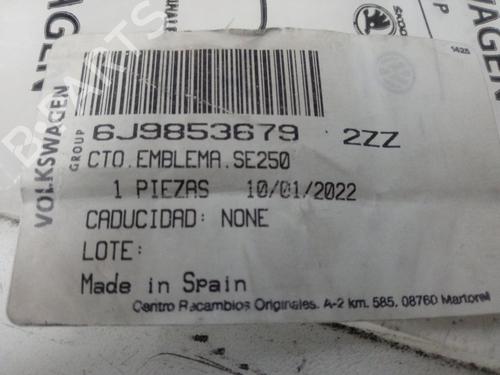 VOLKSWAGEN
GROUP
6J9853679 2ZZ
CTO.EMBLEMA.SE250
1 PIEZAS 10/01/2022
CADUCIDAD: NONE
LOTE:
Made in Spain
Centro Recambios Originales. A-2 km. 585, 08760 Martorell
1425
P